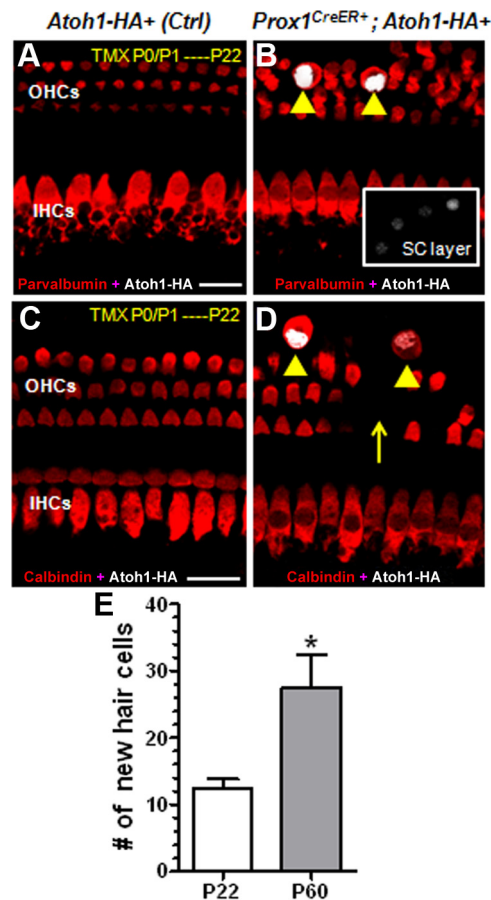 Atoh1-HA+ (Ctrl)
Prox1CreER+; Atoh1-HA+
A
TMX P0/P1 ----P22
OHCs
IHCs
Parvalbumin + Atoh1-HA
B
SC layer
Parvalbumin + Atoh1-HA
C
TMX P0/P1 ----P22
OHCs
IHCs
Calbindin + Atoh1-HA
D
Calbindin + Atoh1-HA
E
# of new hair cells
40
30
20
10
0
*
P22
P60